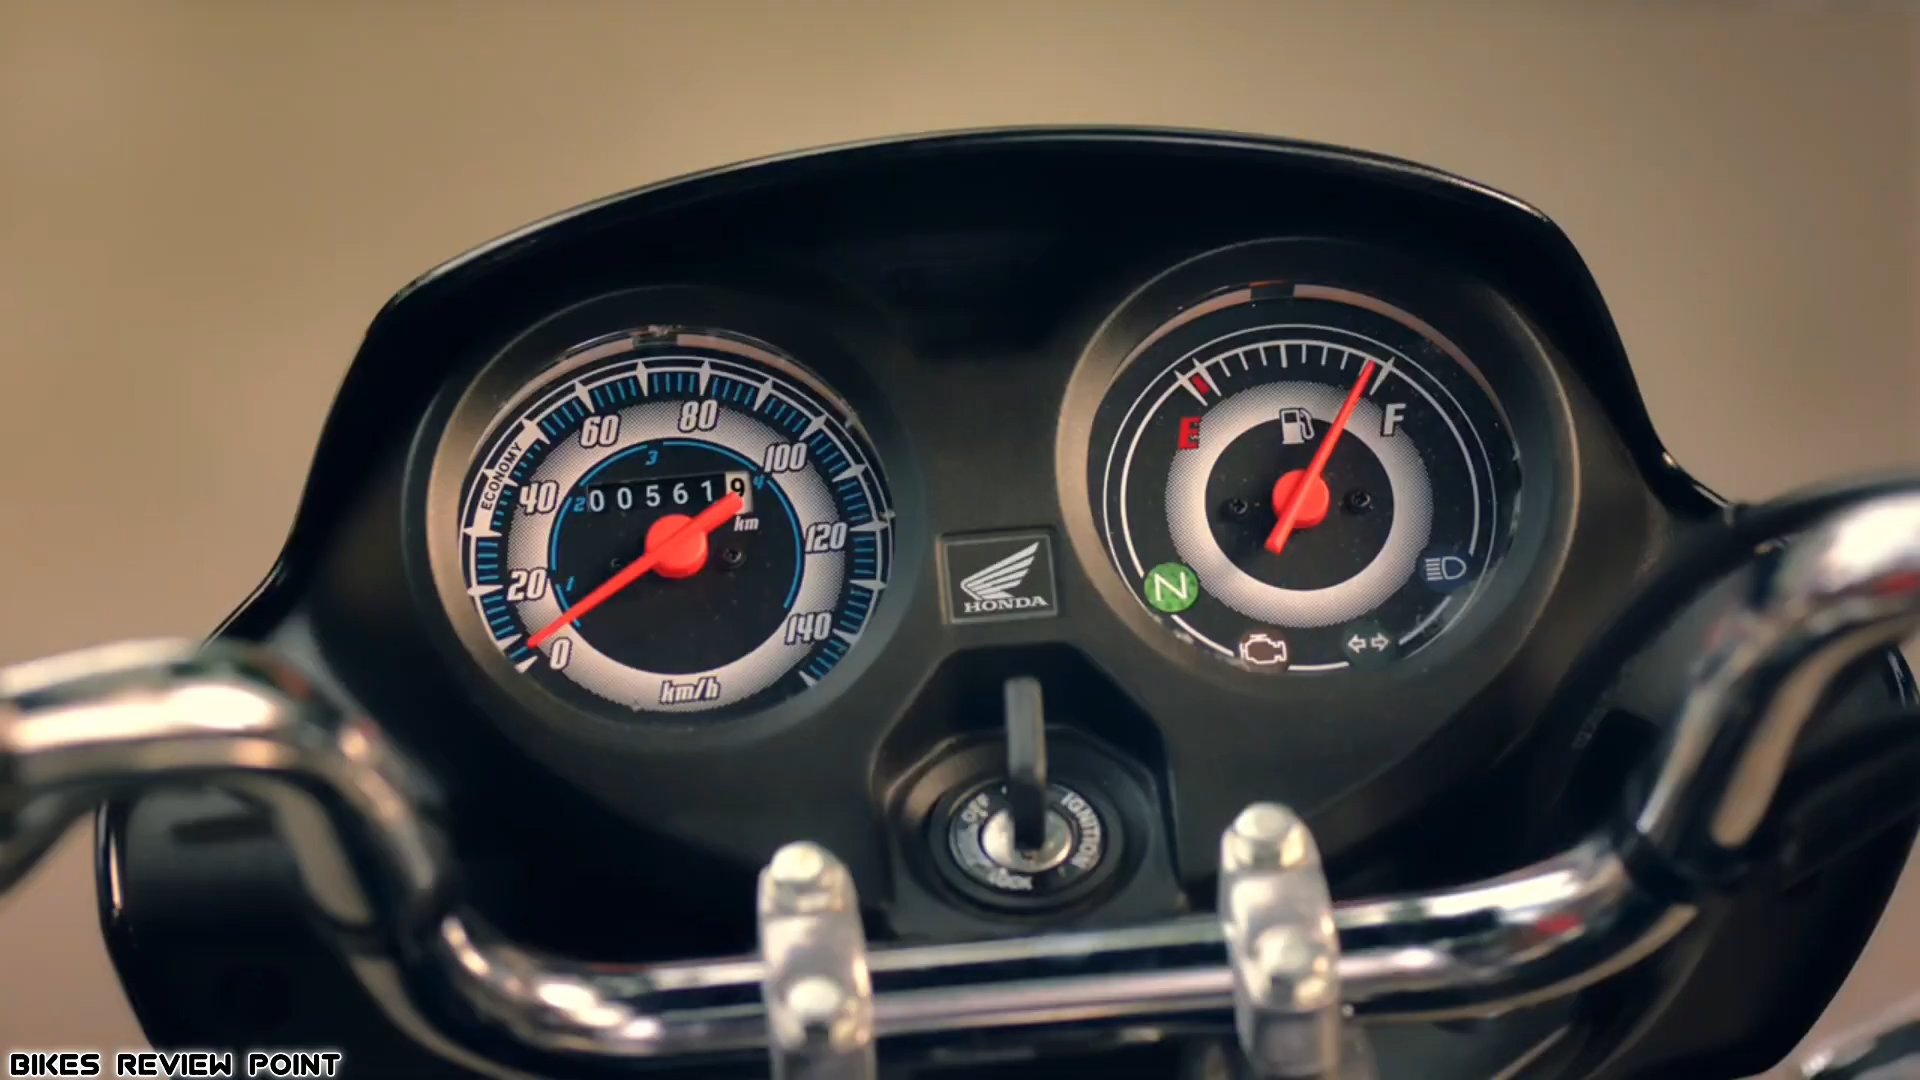 ECONOMY
0
20
40
60
80
100
120
140
1
2
3
4
005619
km
km/h
E
F
N
HONDA
OFF
IGNITION
LOCK
BIKES REVIEW POINT